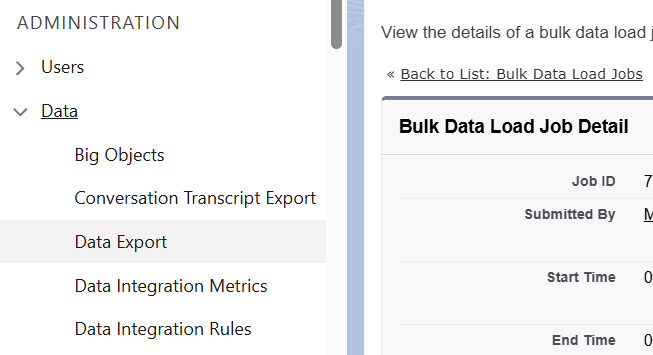 ADMINISTRATION
Users
Data
Big Objects
Conversation Transcript Export
Data Export
Data Integration Metrics
Data Integration Rules
View the details of a bulk data load
« Back to List: Bulk Data Load Jobs
Bulk Data Load Job Detail
Job ID 7
Submitted By M
Start Time 0
End Time 0